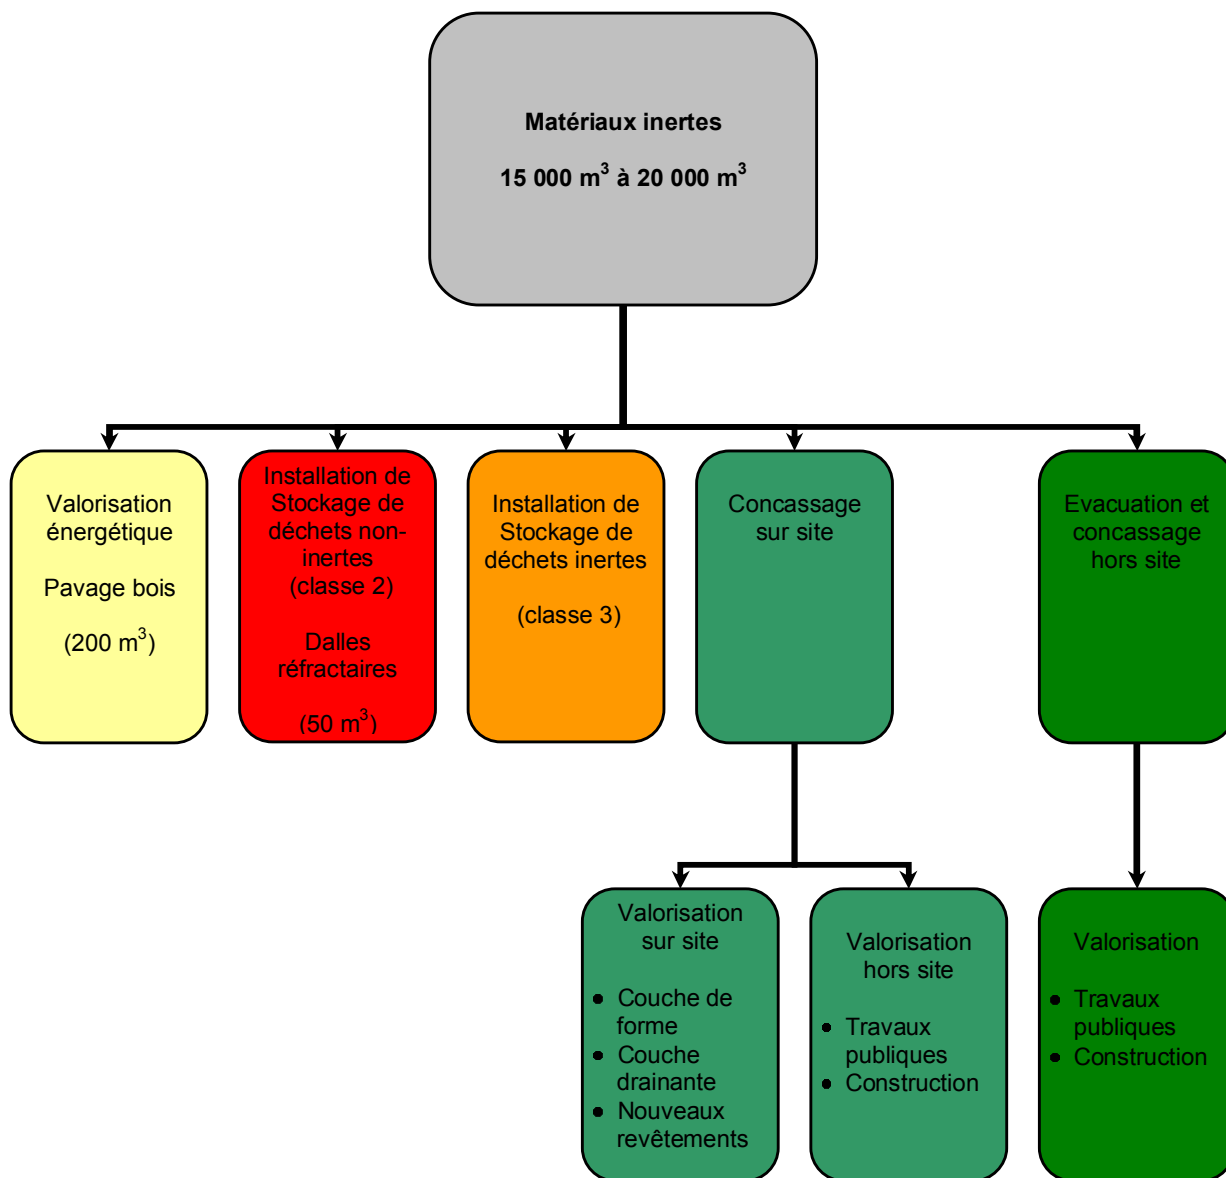 Matériaux inertes
15 000 m³ à 20 000 m³
Valorisation
énergétique
Pavage bois
(200 m³)
Installation de
Stockage de
déchets non-
inertes
(classe 2)
Dalles
réfractaires
(50 m³)
Installation de
Stockage de
déchets inertes
(classe 3)
Concassage
sur site
Evacuation et
concassage
hors site
Valorisation
sur site
• Couche de
forme
• Couche
drainante
• Nouveaux
revêtements
Valorisation
hors site
• Travaux
publiques
• Construction
Valorisation
• Travaux
publiques
• Construction